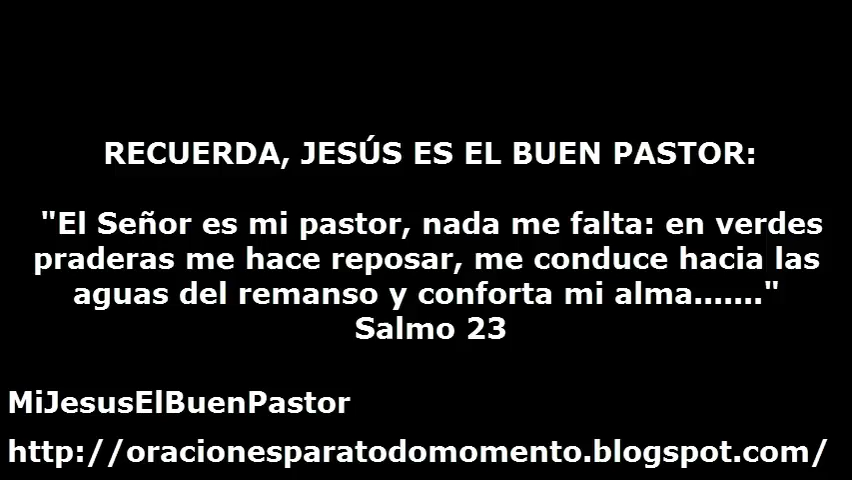 RECUERDA, JESÚS ES EL BUEN PASTOR:
"El Señor es mi pastor, nada me falta: en verdes
praderas me hace reposar, me conduce hacia las
aguas del remanso y conforta mi alma......."
Salmo 23
MiJesusElBuenPastor
http://oracionesparatodomomento.blogspot.com/